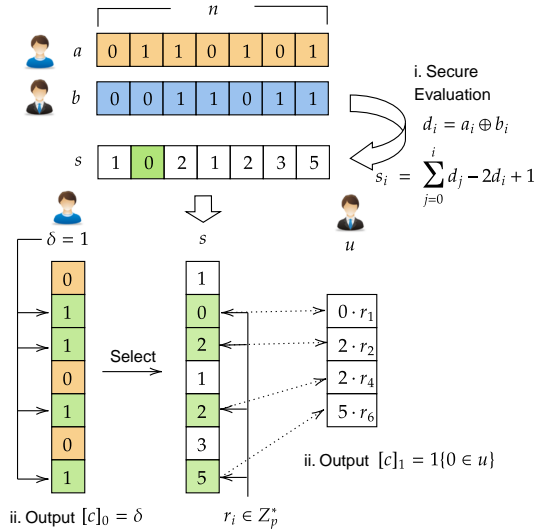 n
a 0 1 1 0 1 0 1
b 0 0 1 1 0 1 1
i. Secure
Evaluation
d_i = a_i ⊕ b_i
s 1 0 2 1 2 3 5
s_i = \sum_{j=0}^{i} d_j − 2d_i + 1
δ = 1
s
u
0
1
1
0
1
0
1
Select
1
0
2
1
2
3
5
0 · r_1
2 · r_2
2 · r_4
5 · r_6
ii. Output [c]_1 = 1{0 ∈ u}
ii. Output [c]_0 = δ
r_i ∈ Z_p^*